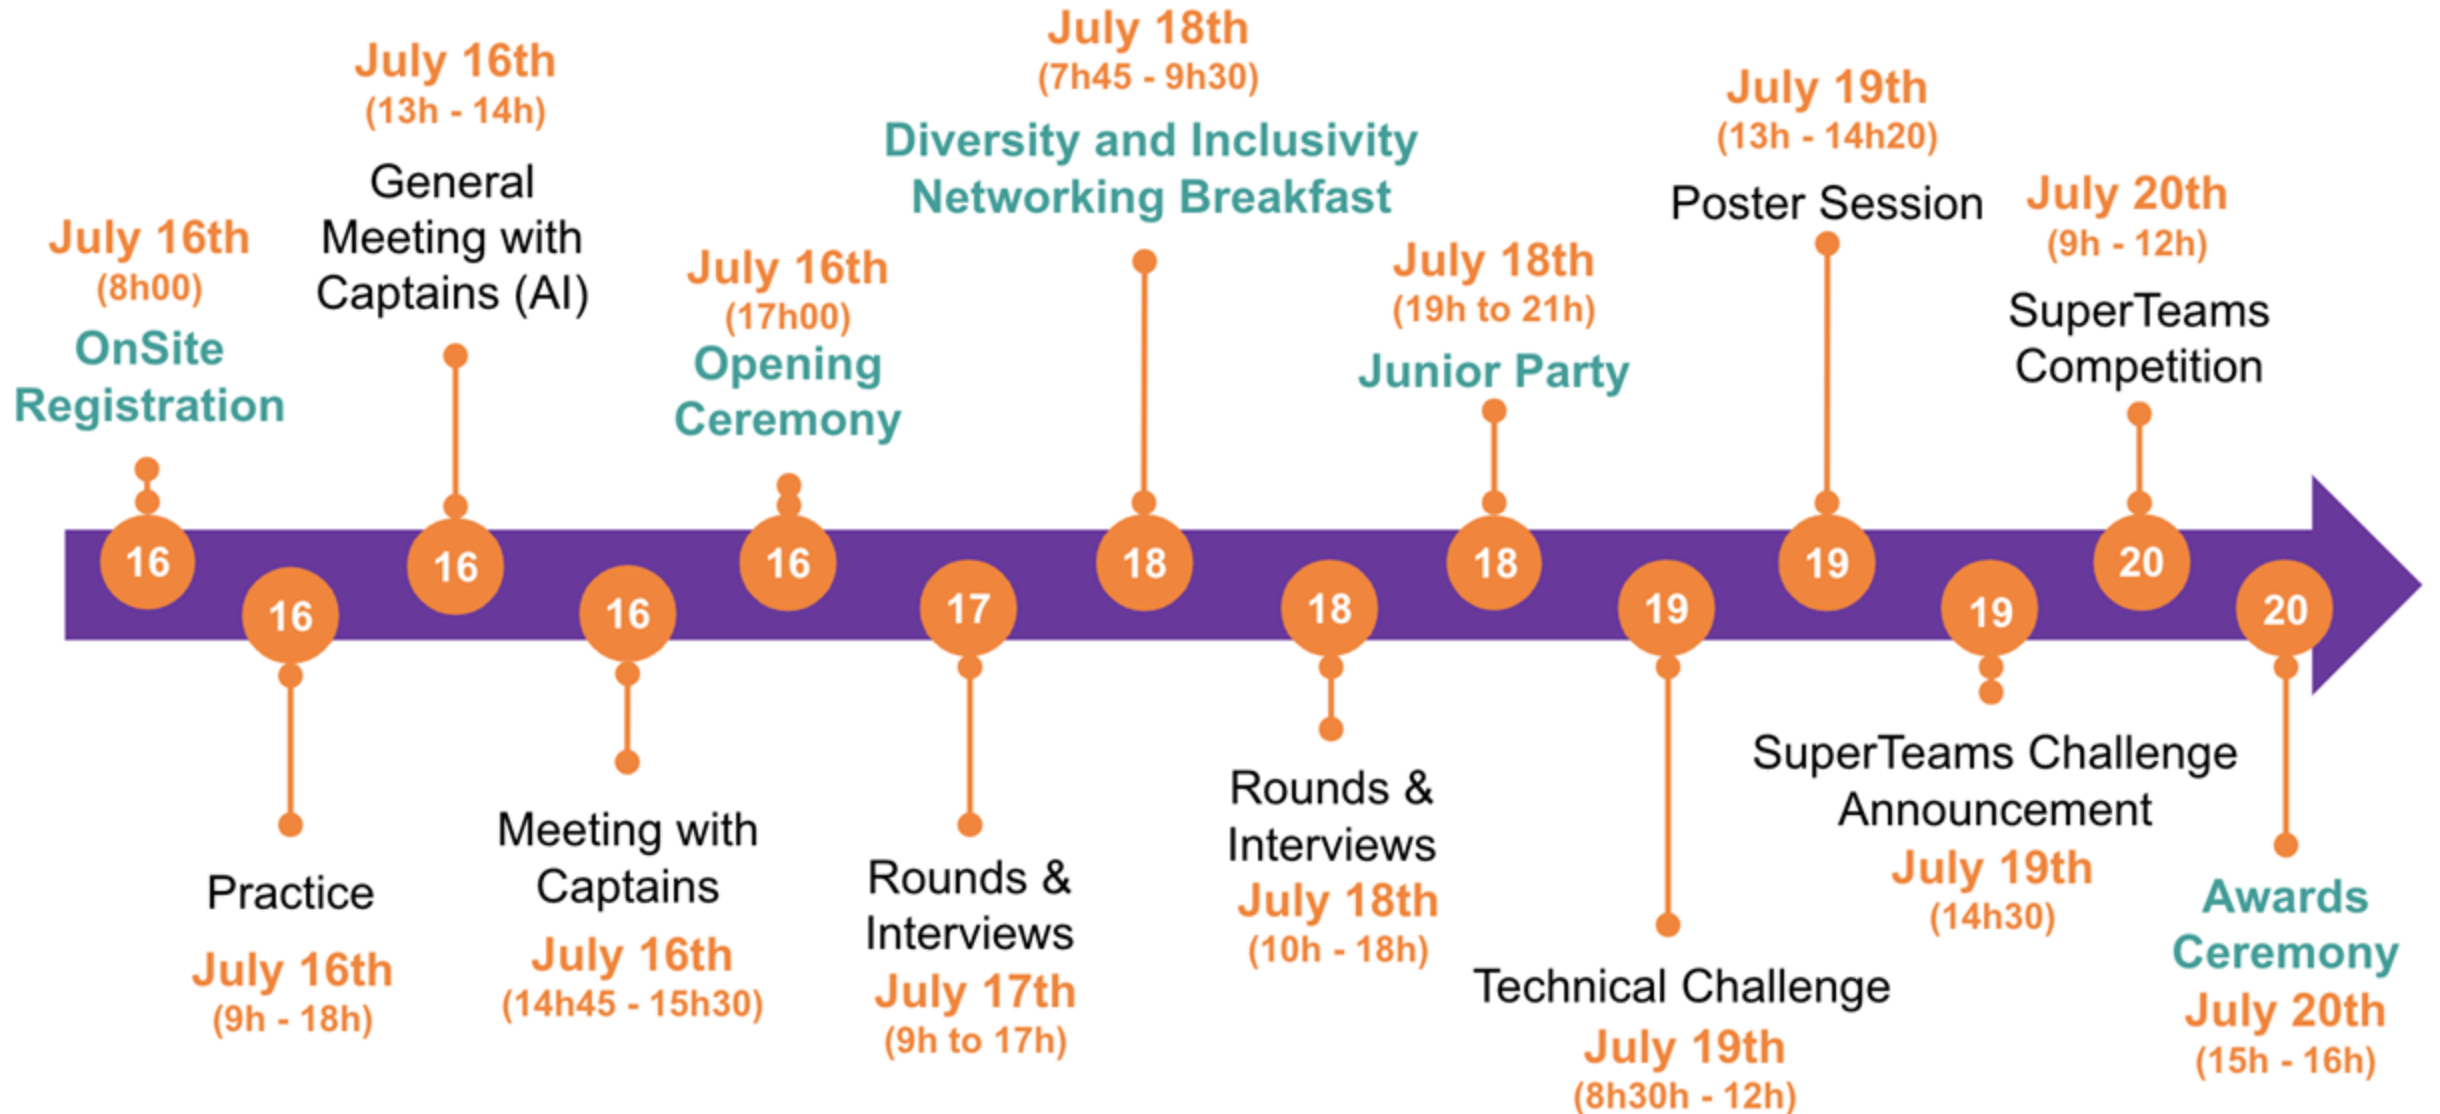 July 16th
(8h00)
OnSite
Registration
July 16th
(13h - 14h)
General
Meeting with
Captains (AI)
July 16th
(17h00)
Opening
Ceremony
July 18th
(7h45 - 9h30)
Diversity and Inclusivity
Networking Breakfast
July 18th
(19h to 21h)
Junior Party
July 19th
(13h - 14h20)
Poster Session
July 20th
(9h - 12h)
SuperTeams
Competition
16
16
16
16
16
17
18
18
18
19
19
19
20
20
Practice
July 16th
(9h - 18h)
Meeting with
Captains
July 16th
(14h45 - 15h30)
Rounds &
Interviews
July 17th
(9h to 17h)
Rounds &
Interviews
July 18th
(10h - 18h)
Technical Challenge
July 19th
(8h30h - 12h)
SuperTeams Challenge
Announcement
July 19th
(14h30)
Awards
Ceremony
July 20th
(15h - 16h)